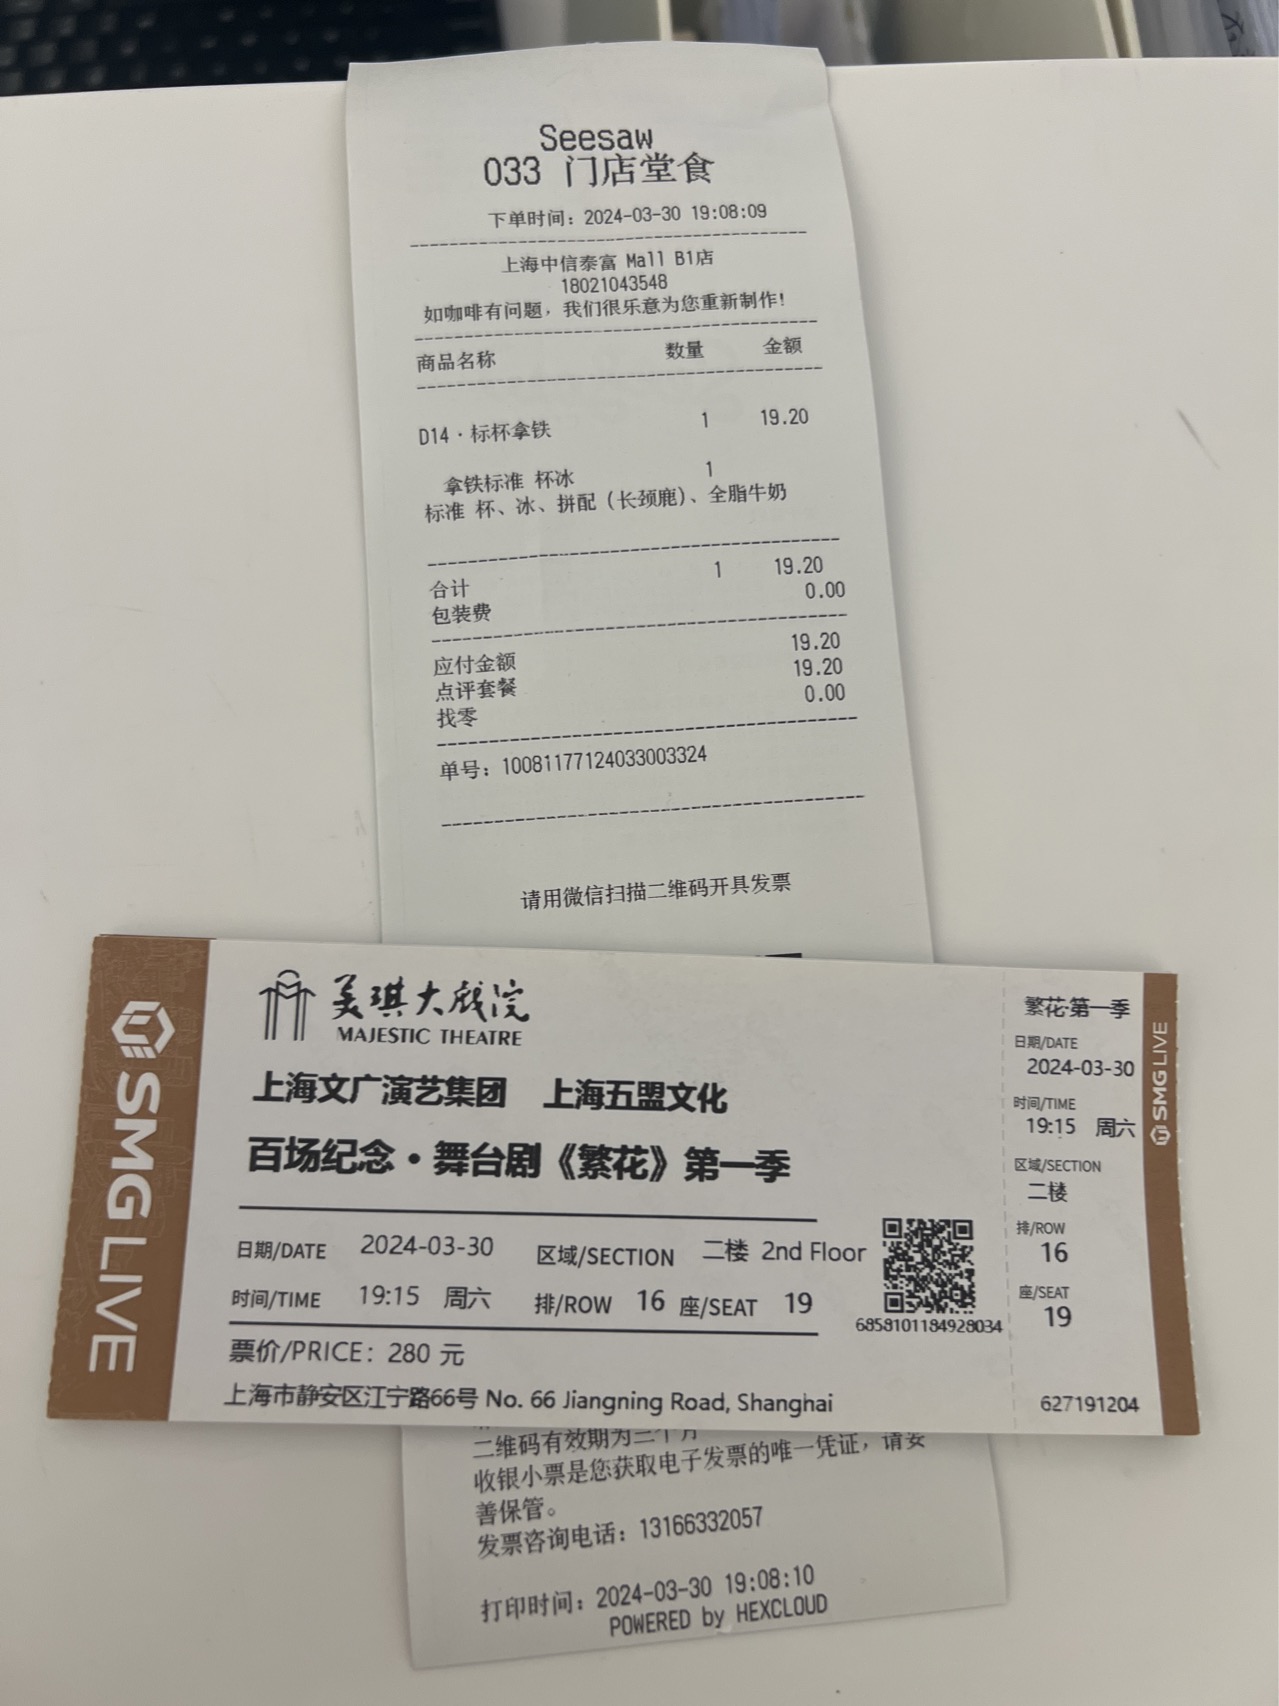 Seesaw
033 门店堂食
下单时间：2024-03-30 19:08:09
上海中信泰富 Mall B1店
18021043548
如咖啡有问题，我们很乐意为您重新制作！
商品名称 数量 金额
D14·标杯拿铁 1 19.20
拿铁标准 杯冰 1
标准 杯、冰、拼配（长颈鹿）、全脂牛奶
合计 1 19.20
包装费 0.00
应付金额 19.20
点评套餐 19.20
找零 0.00
单号：10081177124033003324
请用微信扫描二维码开具发票
SMG LIVE
美琪大戏院
MAJESTIC THEATRE
上海文广演艺集团 上海五盟文化
百场纪念·舞台剧《繁花》第一季
日期/DATE 2024-03-30 区域/SECTION 二楼 2nd Floor
时间/TIME 19:15 周六 排/ROW 16 座/SEAT 19
6858101184928034
票价/PRICE：280 元
上海市静安区江宁路66号 No. 66 Jiangning Road, Shanghai
繁花·第一季
日期/DATE
2024-03-30
时间/TIME
19:15 周六
区域/SECTION
二楼
排/ROW
16
座/SEAT
19
627191204
SMG LIVE
二维码有效期为三个月
收银小票是您获取电子发票的唯一凭证，请妥
善保管。
发票咨询电话：13166332057
打印时间：2024-03-30 19:08:10
POWERED by HEXCLOUD